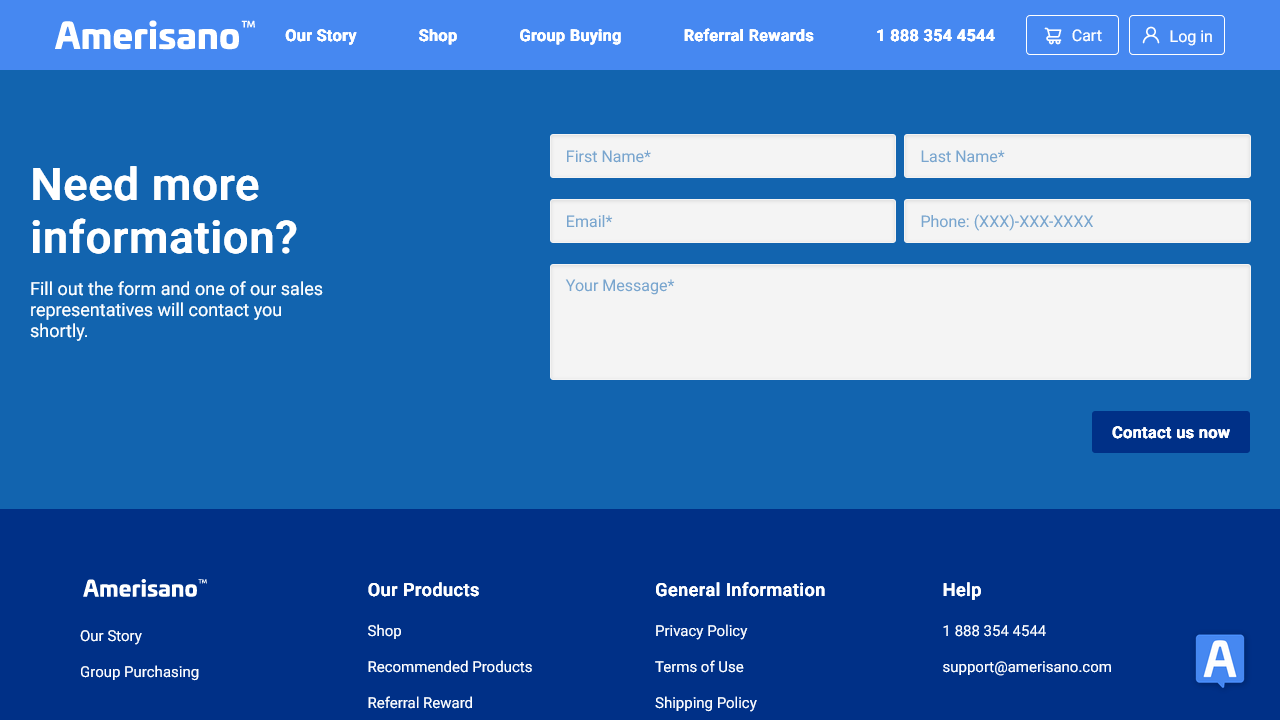 Amerisano™
Our Story
Shop
Group Buying
Referral Rewards
1 888 354 4544
Cart
Log in
Need more
information?
Fill out the form and one of our sales
representatives will contact you
shortly.
First Name*
Last Name*
Email*
Phone: (XXX)-XXX-XXXX
Your Message*
Contact us now
Amerisano™
Our Story
Group Purchasing
Our Products
Shop
Recommended Products
Referral Reward
General Information
Privacy Policy
Terms of Use
Shipping Policy
Help
1 888 354 4544
support@amerisano.com
A